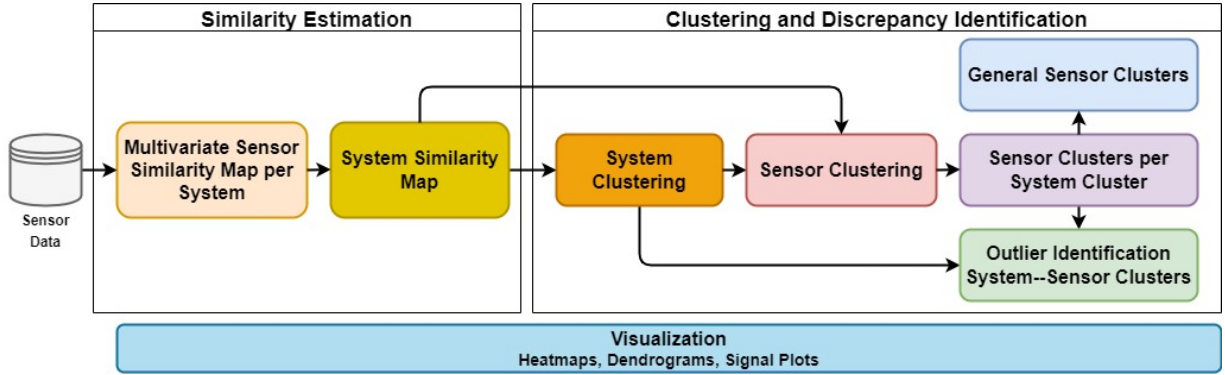 Similarity Estimation
Clustering and Discrepancy Identification
General Sensor Clusters
Multivariate Sensor
Similarity Map per
System
System Similarity
Map
System
Clustering
Sensor Clustering
Sensor Clusters per
System Cluster
Sensor
Data
Outlier Identification
System--Sensor Clusters
Visualization
Heatmaps, Dendrograms, Signal Plots